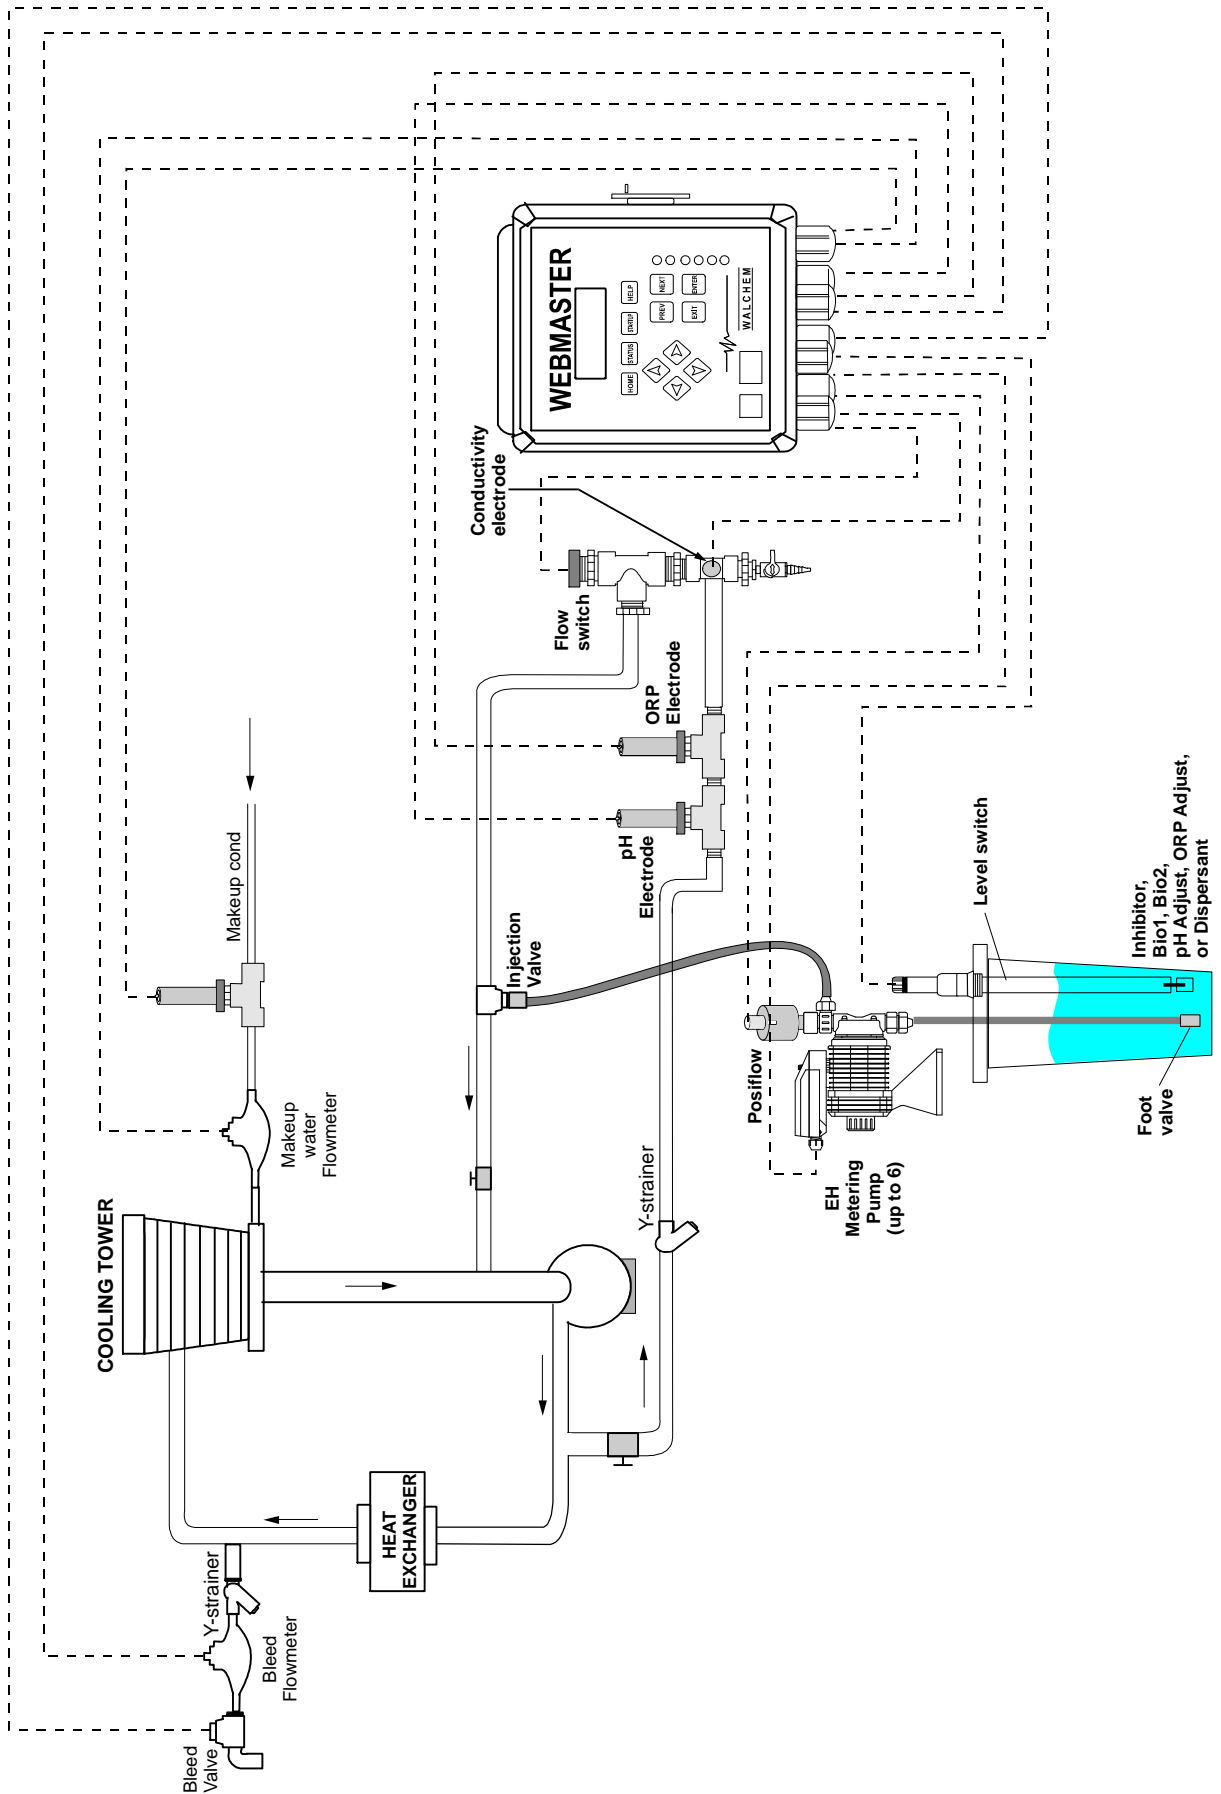 WEBMASTER
HOME
STATUS
STARTUP
HELP
PREV
NEXT
EXIT
ENTER
WALCHEM
Conductivity
electrode
Flow
switch
ORP
Electrode
pH
Electrode
Makeup cond
Injection
Valve
Level switch
Inhibitor,
Bio1, Bio2,
pH Adjust, ORP Adjust,
or Dispersant
Makeup
water
Flowmeter
Posiflow
Foot
valve
EH
Metering
Pump
(up to 6)
Y-strainer
COOLING TOWER
HEAT
EXCHANGER
Y-strainer
Bleed
Flowmeter
Bleed
Valve